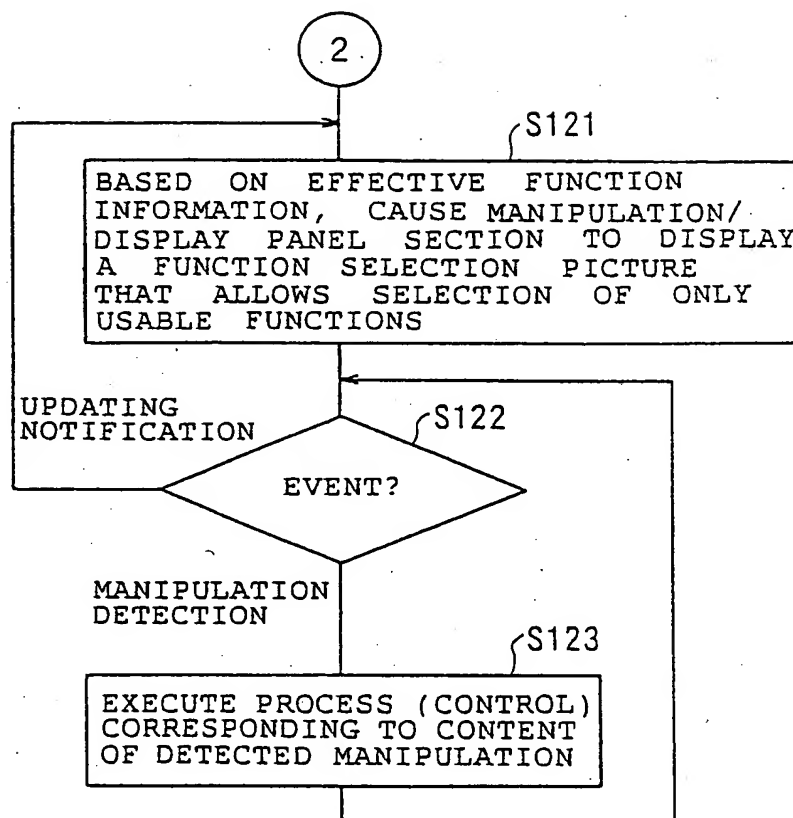 2
S121
BASED ON EFFECTIVE FUNCTION
INFORMATION, CAUSE MANIPULATION/
DISPLAY PANEL SECTION TO DISPLAY
A FUNCTION SELECTION PICTURE
THAT ALLOWS SELECTION OF ONLY
USABLE FUNCTIONS
UPDATING
NOTIFICATION
S122
EVENT?
MANIPULATION
DETECTION
S123
EXECUTE PROCESS (CONTROL)
CORRESPONDING TO CONTENT
OF DETECTED MANIPULATION